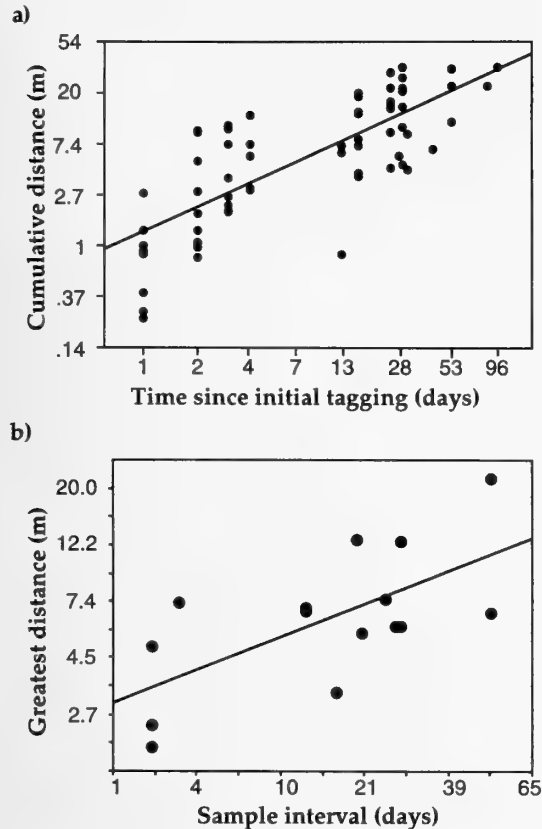 a)
54
20
7.4
2.7
1
.37
.14
Cumulative distance (m)
1 2 4 7 13 28 53 96
Time since initial tagging (days)
b)
20.0
12.2
7.4
4.5
2.7
Greatest distance (m)
1 4 10 21 39 65
Sample interval (days)